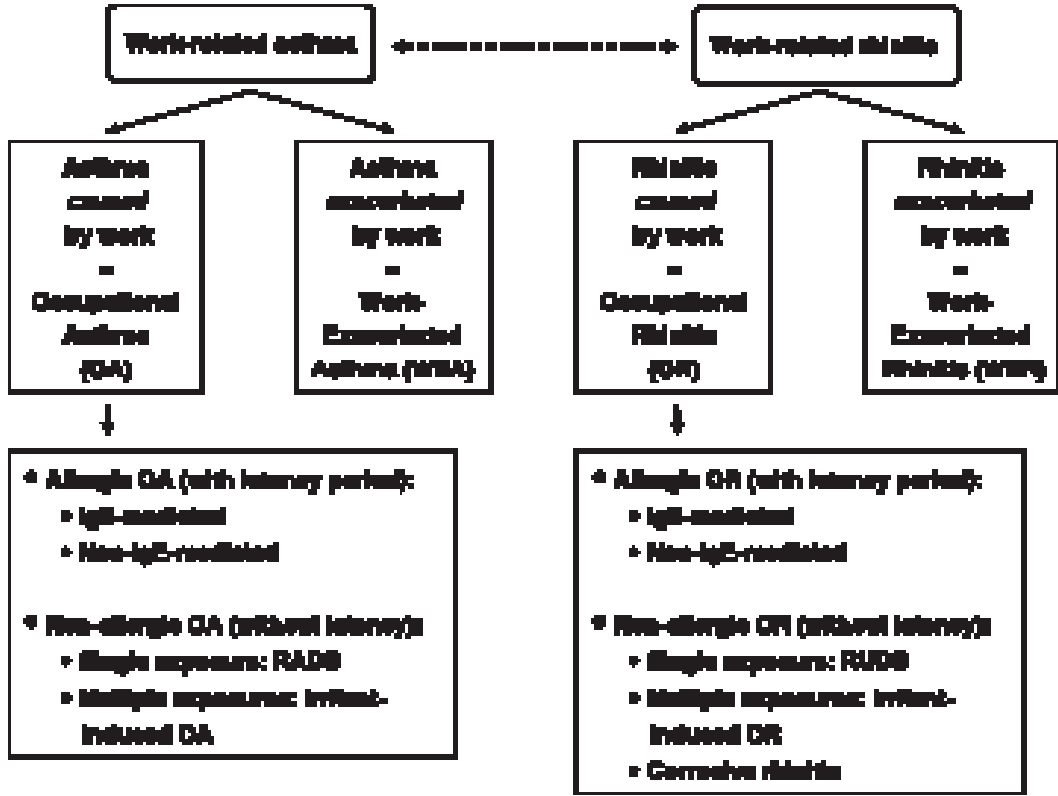 Work-related asthma
Work-related rhinitis
Asthma
caused
by work
=
Occupational
Asthma
(OA)
Asthma
exacerbated
by work
=
Work-
Exacerbated
Asthma (WEA)
Rhinitis
caused
by work
=
Occupational
Rhinitis
(OR)
Rhinitis
exacerbated
by work
=
Work-
Exacerbated
Rhinitis (WER)
* Allergic OA (with latency period):
• IgE-mediated
• Non-IgE-mediated
* Non-allergic OA (without latency):
• Single exposure: RADS
• Multiple exposures: Irritant-
induced OA
* Allergic OR (with latency period):
• IgE-mediated
• Non-IgE-mediated
* Non-allergic OR (without latency):
• Single exposure: RUDS
• Multiple exposures: Irritant-
induced OR
• Corrosive rhinitis